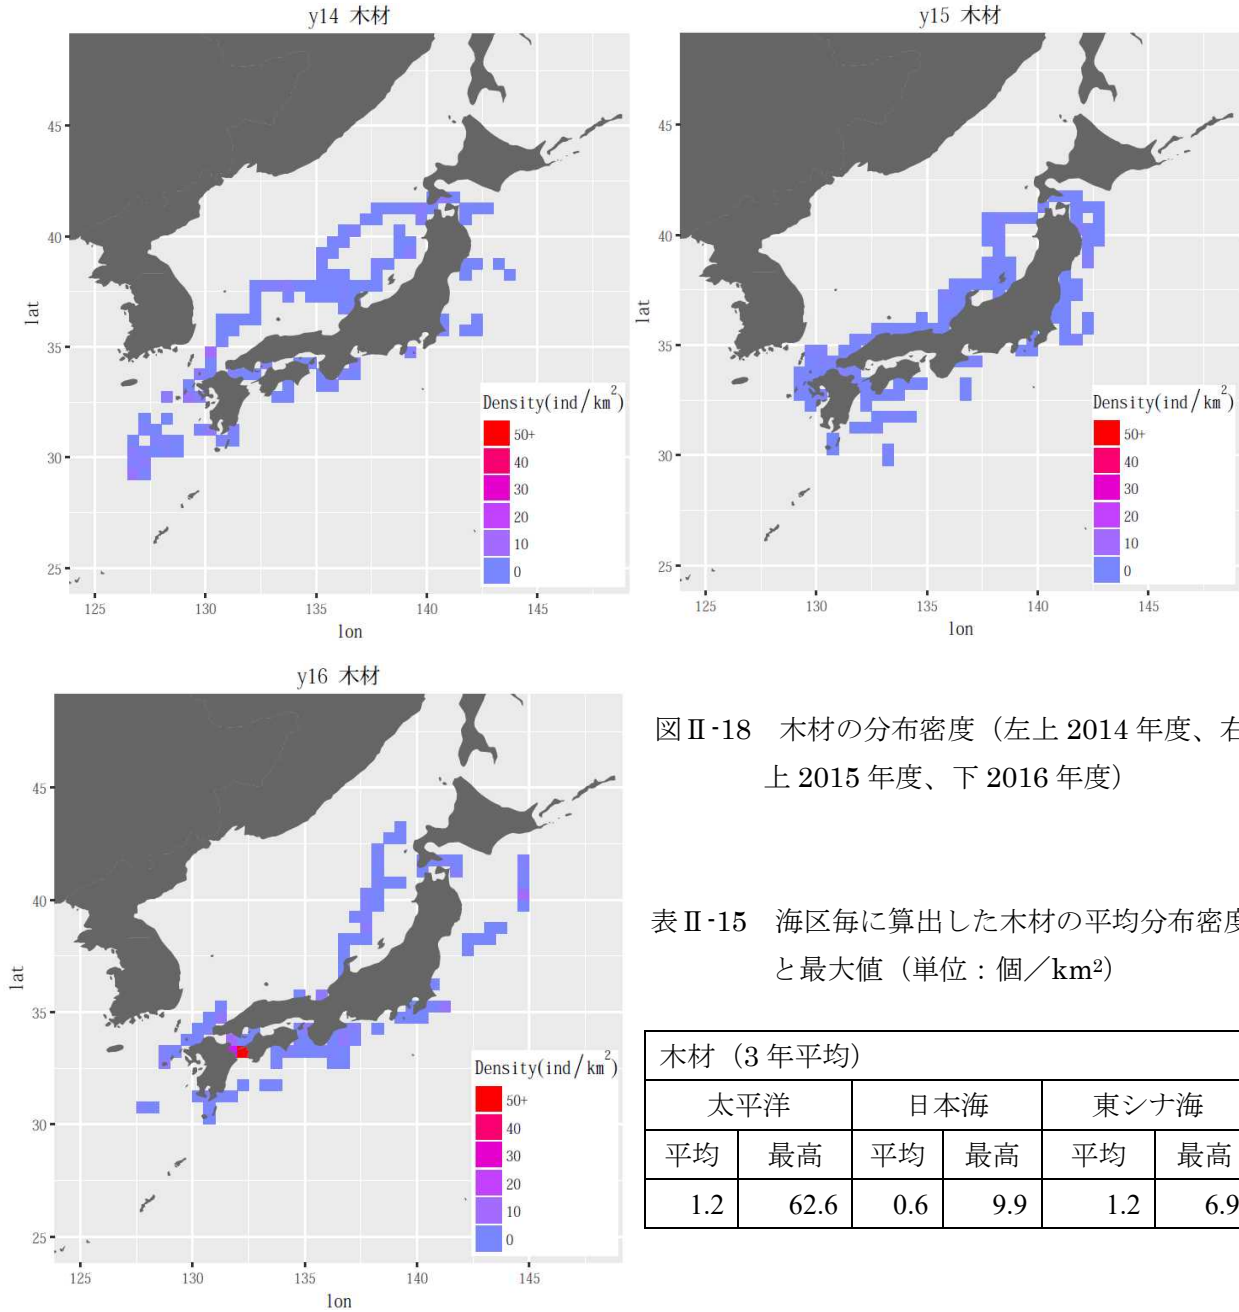 y14 木材
45
40
35
30
25
lat
125
130
135
140
145
lon
Density(ind/km²)
50+
40
30
20
10
0
y15 木材
45
40
35
30
25
lat
125
130
135
140
145
lon
Density(ind/km²)
50+
40
30
20
10
0
y16 木材
45
40
35
30
25
lat
125
130
135
140
145
lon
Density(ind/km²)
50+
40
30
20
10
0
図Ⅱ-18 木材の分布密度（左上 2014 年度、右
上 2015 年度、下 2016 年度）
表Ⅱ-15 海区毎に算出した木材の平均分布密度
と最大値（単位：個／km²）
木材（3 年平均）
太平洋 日本海 東シナ海
平均 最高 平均 最高 平均 最高
1.2 62.6 0.6 9.9 1.2 6.9